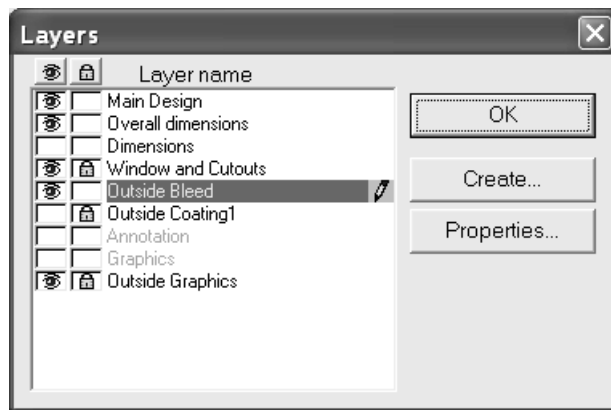 Layers
Layer name
Main Design
Overall dimensions
Dimensions
Window and Cutouts
Outside Bleed
Outside Coating1
Annotation
Graphics
Outside Graphics
OK
Create...
Properties...